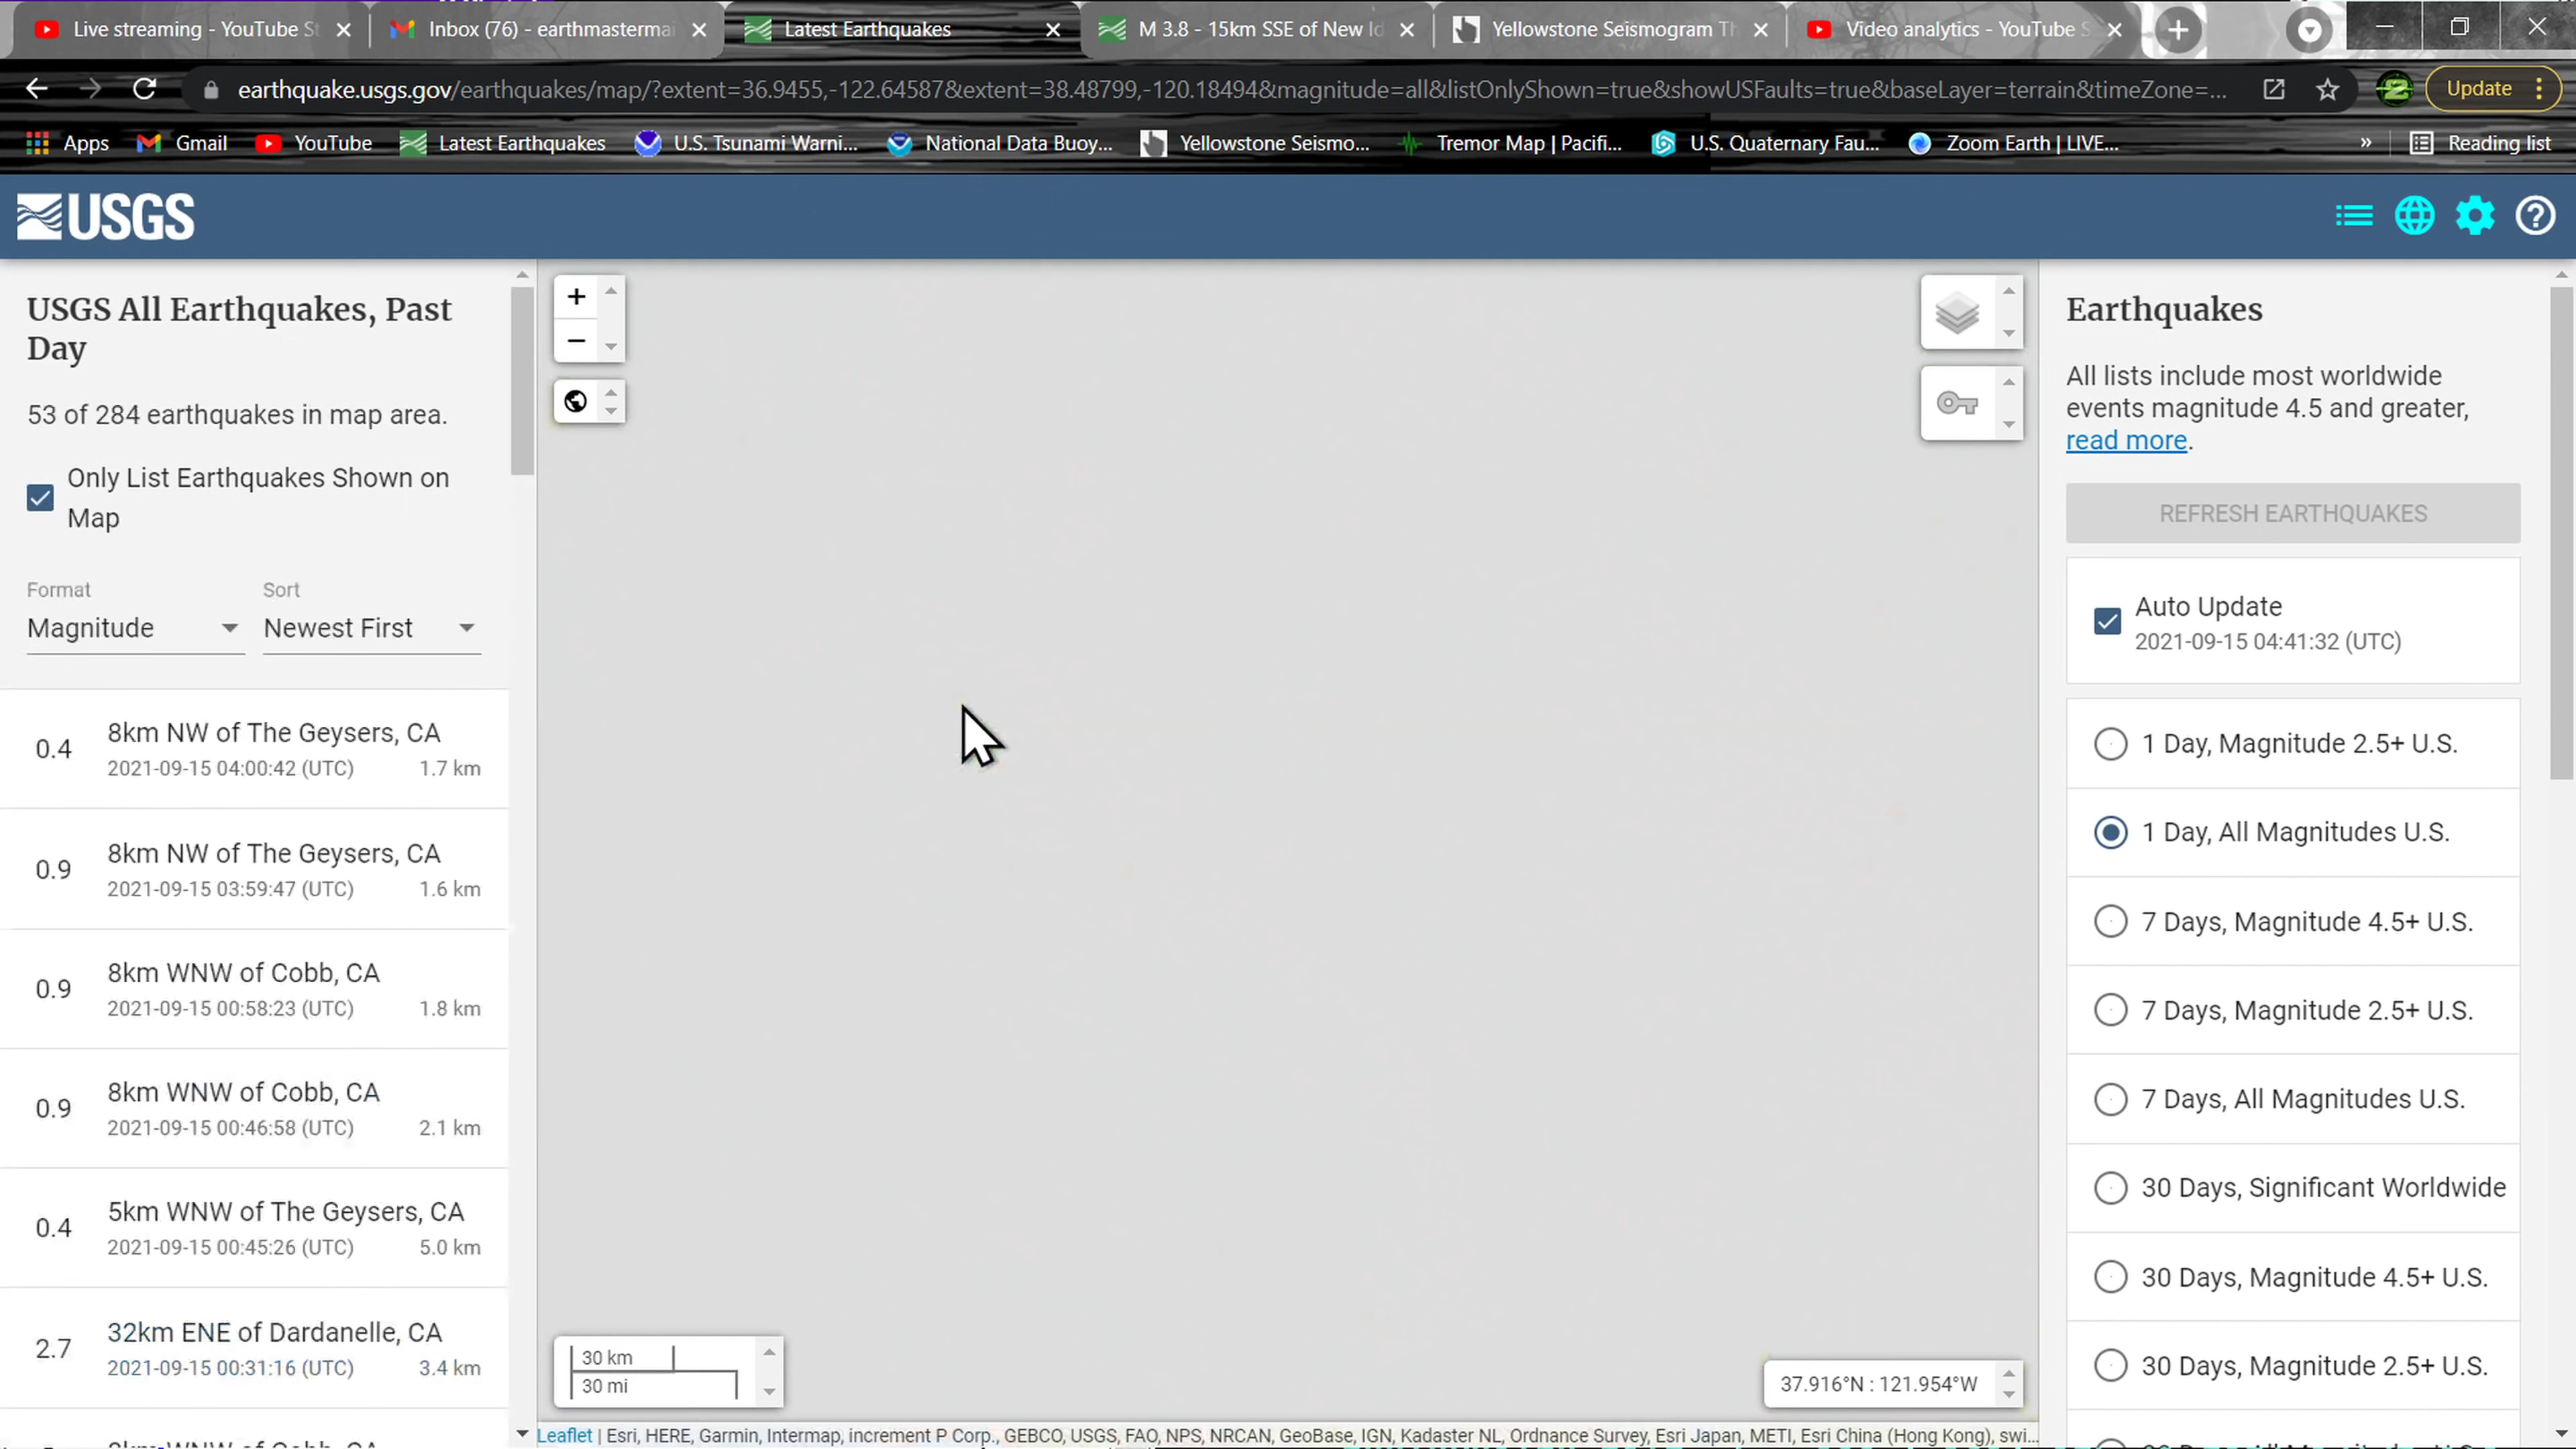 Live streaming - YouTube St
Inbox (76) - earthmastermai
Latest Earthquakes
M 3.8 - 15km SSE of New Id
Yellowstone Seismogram Th
Video analytics - YouTube S
earthquake.usgs.gov/earthquakes/map/?extent=36.9455,-122.64587&extent=38.48799,-120.18494&magnitude=all&listOnlyShown=true&showUSFaults=true&baseLayer=terrain&timeZone=...
Update
Apps
Gmail
YouTube
Latest Earthquakes
U.S. Tsunami Warni...
National Data Buoy...
Yellowstone Seismo...
Tremor Map | Pacifi...
U.S. Quaternary Fau...
Zoom Earth | LIVE...
»
Reading list
USGS
USGS All Earthquakes, Past
Day
53 of 284 earthquakes in map area.
Only List Earthquakes Shown on
Map
Format
Sort
Magnitude
Newest First
0.4
8km NW of The Geysers, CA
2021-09-15 04:00:42 (UTC)
1.7 km
0.9
8km NW of The Geysers, CA
2021-09-15 03:59:47 (UTC)
1.6 km
0.9
8km WNW of Cobb, CA
2021-09-15 00:58:23 (UTC)
1.8 km
0.9
8km WNW of Cobb, CA
2021-09-15 00:46:58 (UTC)
2.1 km
0.4
5km WNW of The Geysers, CA
2021-09-15 00:45:26 (UTC)
5.0 km
2.7
32km ENE of Dardanelle, CA
2021-09-15 00:31:16 (UTC)
3.4 km
8km WNW of Cobb, CA
+
−
30 km
30 mi
37.916°N : 121.954°W
Leaflet | Esri, HERE, Garmin, Intermap, increment P Corp., GEBCO, USGS, FAO, NPS, NRCAN, GeoBase, IGN, Kadaster NL, Ordnance Survey, Esri Japan, METI, Esri China (Hong Kong), swi...
Earthquakes
All lists include most worldwide
events magnitude 4.5 and greater,
read more.
REFRESH EARTHQUAKES
Auto Update
2021-09-15 04:41:32 (UTC)
1 Day, Magnitude 2.5+ U.S.
1 Day, All Magnitudes U.S.
7 Days, Magnitude 4.5+ U.S.
7 Days, Magnitude 2.5+ U.S.
7 Days, All Magnitudes U.S.
30 Days, Significant Worldwide
30 Days, Magnitude 4.5+ U.S.
30 Days, Magnitude 2.5+ U.S.